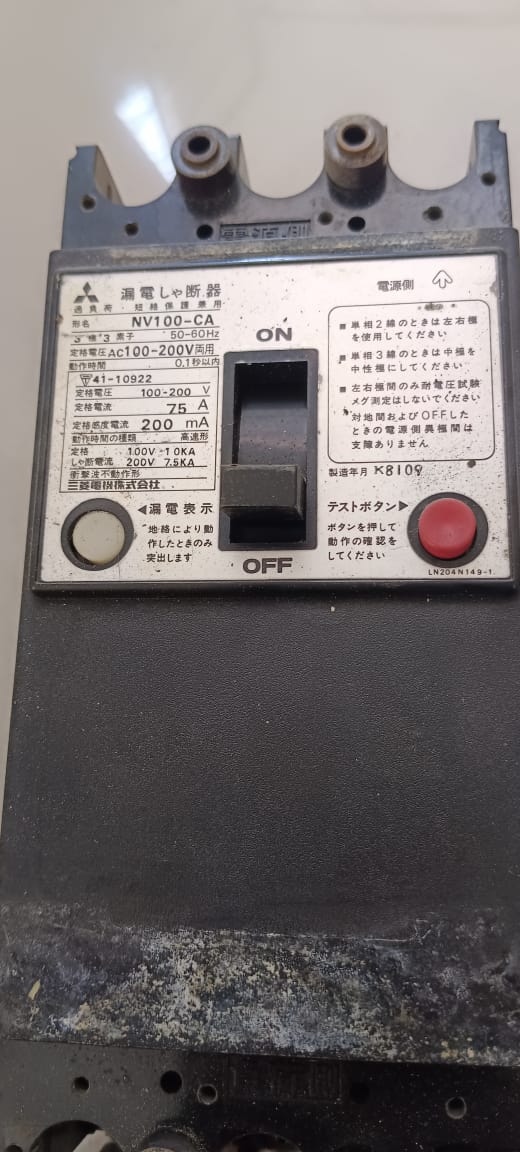 電源側
漏電しゃ断器
過負荷 短絡保護兼用
形名 NV100-CA
3極3素子 50-60Hz
定格電圧 AC100-200V両用
動作時間 0.1秒以内
41-10922
定格電圧 100-200 V
定格電流 75 A
定格感度電流 200 mA
動作時間の種類 高速形
定格 100V 10KA
しゃ断電流 200V 7.5KA
衝撃波不動作形
三菱電機株式会社
◀漏電表示
地絡により動
作したときのみ
突出します
ON
OFF
電源側
■ 単相2線のときは左右極
を使用してください
■ 単相3線のときは中極を
中性極にしてください
■ 左右極間のみ耐電圧試験
メグ測定はしないでください
対地間およびOFFした
ときの電源側異極間は
支障ありません
製造年月 K8109
テストボタン▶
ボタンを押して
動作の確認を
してください
LN204N149-1